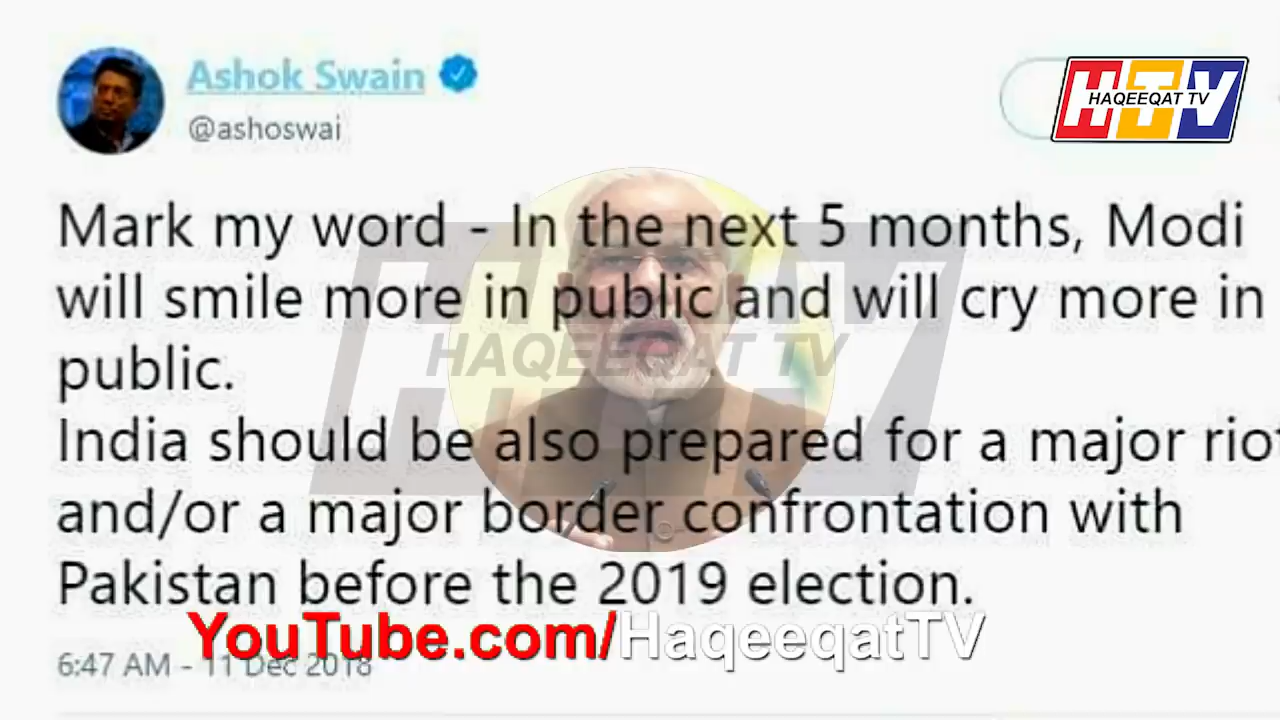 Ashok Swain
@ashoswai
HAQEEQAT TV
Mark my word - In the next 5 months, Modi
will smile more in public and will cry more in
public.
HAQEEQAT TV
India should be also prepared for a major riot
and/or a major border confrontation with
Pakistan before the 2019 election.
YouTube.com/HaqeeqatTV
6:47 AM - 11 Dec 2018